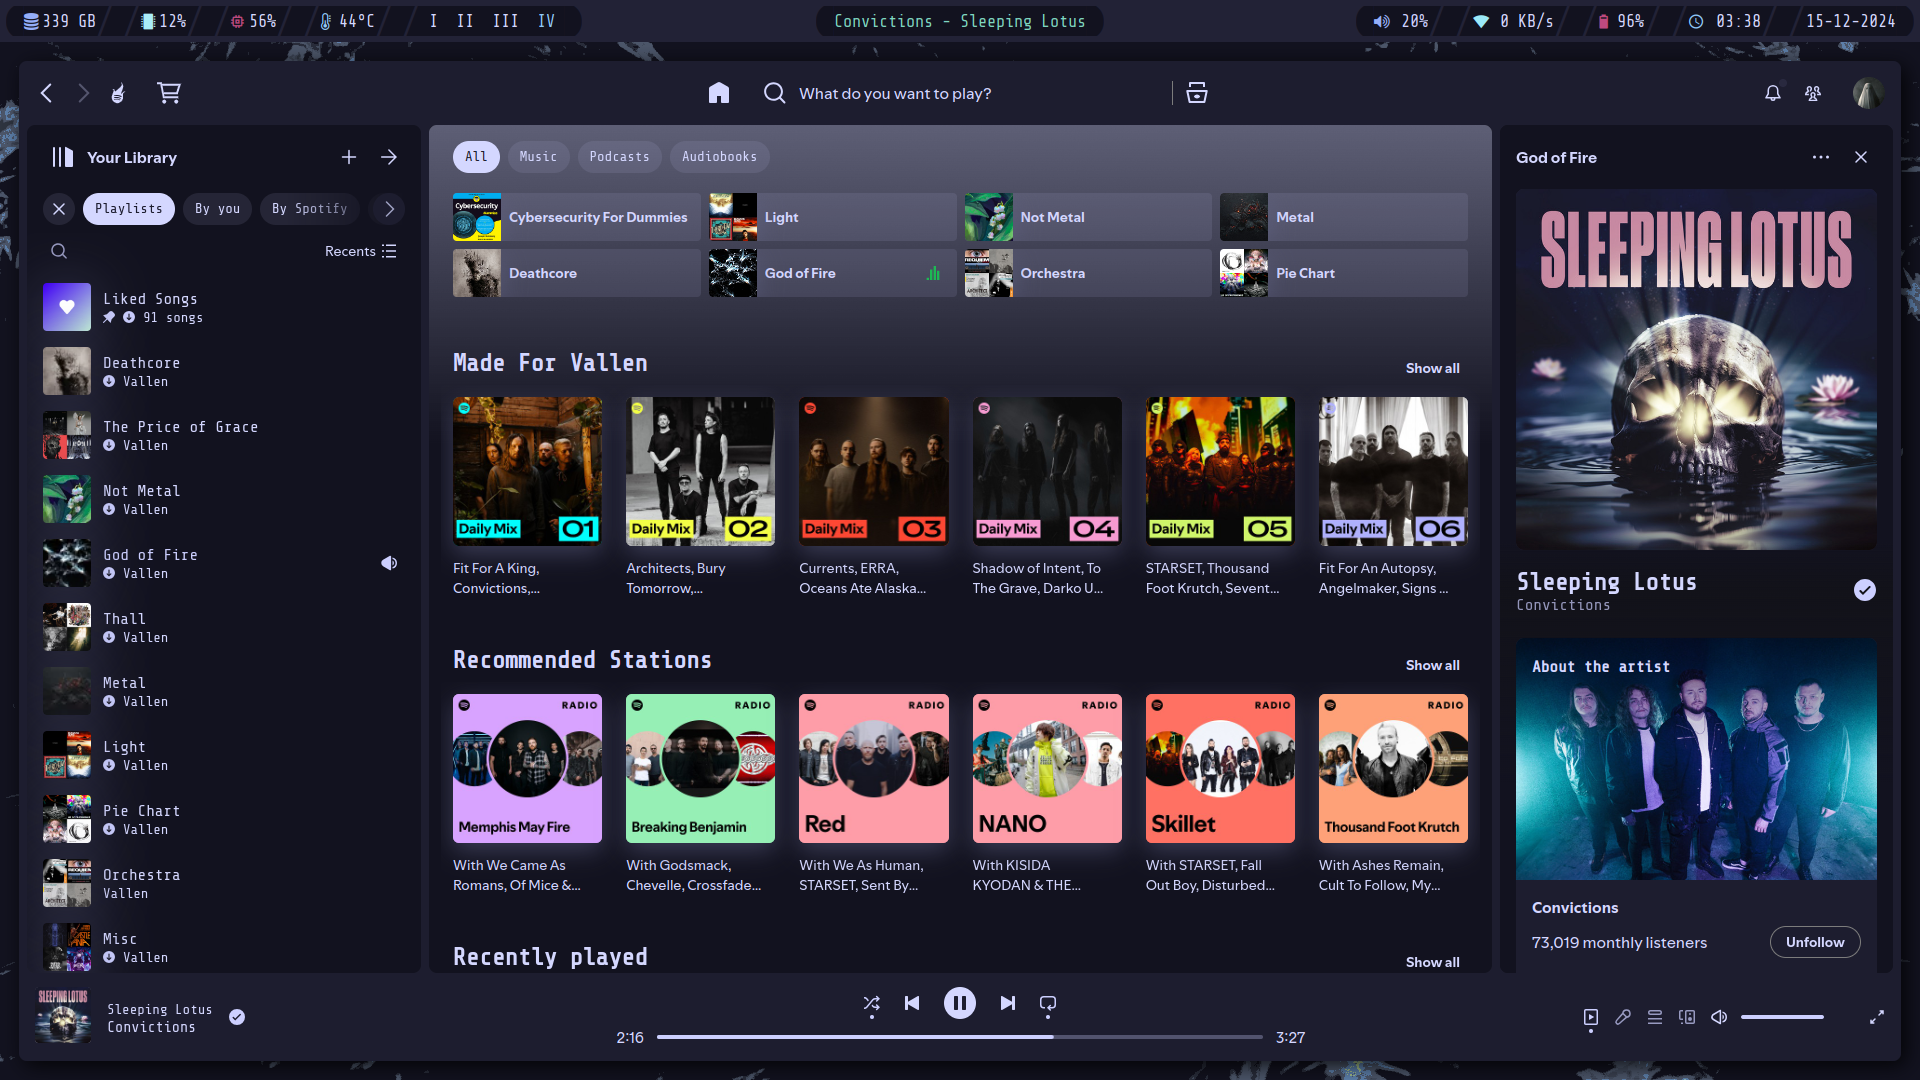 339 GB 12% 56% 44°C I II III IV
Convictions - Sleeping Lotus
20% 0 KB/s 96% 03:38 15-12-2024
What do you want to play?
Your Library
Playlists By you By Spotify
Recents
Liked Songs
91 songs
Deathcore
Vallen
The Price of Grace
Vallen
Not Metal
Vallen
God of Fire
Vallen
Thall
Vallen
Metal
Vallen
Light
Vallen
Pie Chart
Vallen
Orchestra
Vallen
Misc
Vallen
All Music Podcasts Audiobooks
Cybersecurity For Dummies Light Not Metal Metal
Deathcore God of Fire Orchestra Pie Chart
Made For Vallen
Show all
Daily Mix 01 Daily Mix 02 Daily Mix 03 Daily Mix 04 Daily Mix 05 Daily Mix 06
Fit For A King, Convictions,...
Architects, Bury Tomorrow,...
Currents, ERRA, Oceans Ate Alaska...
Shadow of Intent, To The Grave, Darko U...
STARSET, Thousand Foot Krutch, Sevent...
Fit For An Autopsy, Angelmaker, Signs ...
Recommended Stations
Show all
RADIO RADIO RADIO RADIO RADIO RADIO
Memphis May Fire Breaking Benjamin Red NANO Skillet Thousand Foot Krutch
With We Came As Romans, Of Mice &...
With Godsmack, Chevelle, Crossfade...
With We As Human, STARSET, Sent By...
With KISIDA KYODAN & THE...
With STARSET, Fall Out Boy, Disturbed...
With Ashes Remain, Cult To Follow, My...
Recently played
Show all
God of Fire
SLEEPING LOTUS
Sleeping Lotus
Convictions
About the artist
Convictions
73,019 monthly listeners
Unfollow
SLEEPING LOTUS
Sleeping Lotus
Convictions
2:16
3:27